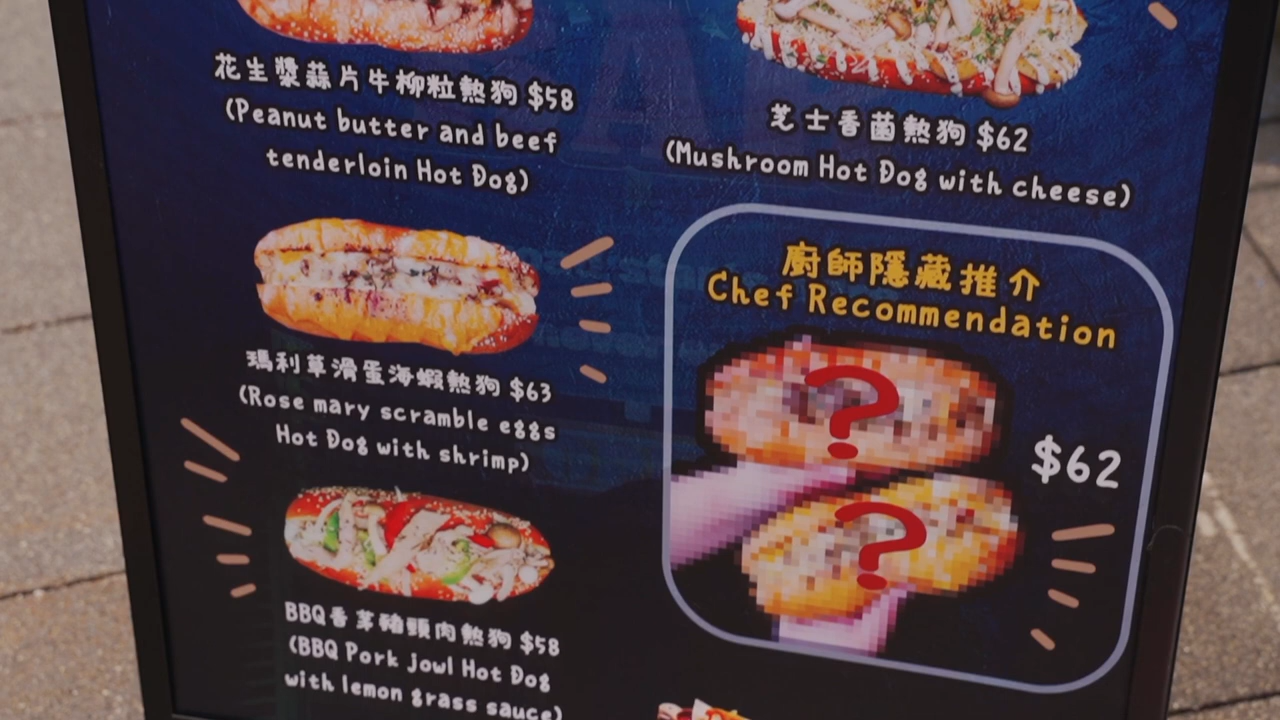 花生醬蒜片牛柳粒熱狗 $58
(Peanut butter and beef
tenderloin Hot Dog)
芝士香菌熱狗 $62
(Mushroom Hot Dog with cheese)
瑪利草滑蛋海蝦熱狗 $63
(Rose mary scramble eggs
Hot Dog with shrimp)
廚師隱藏推介
Chef Recommendation
?
?
$62
BBQ香茅豬頸肉熱狗 $58
(BBQ Pork jowl Hot Dog
with lemon grass sauce)